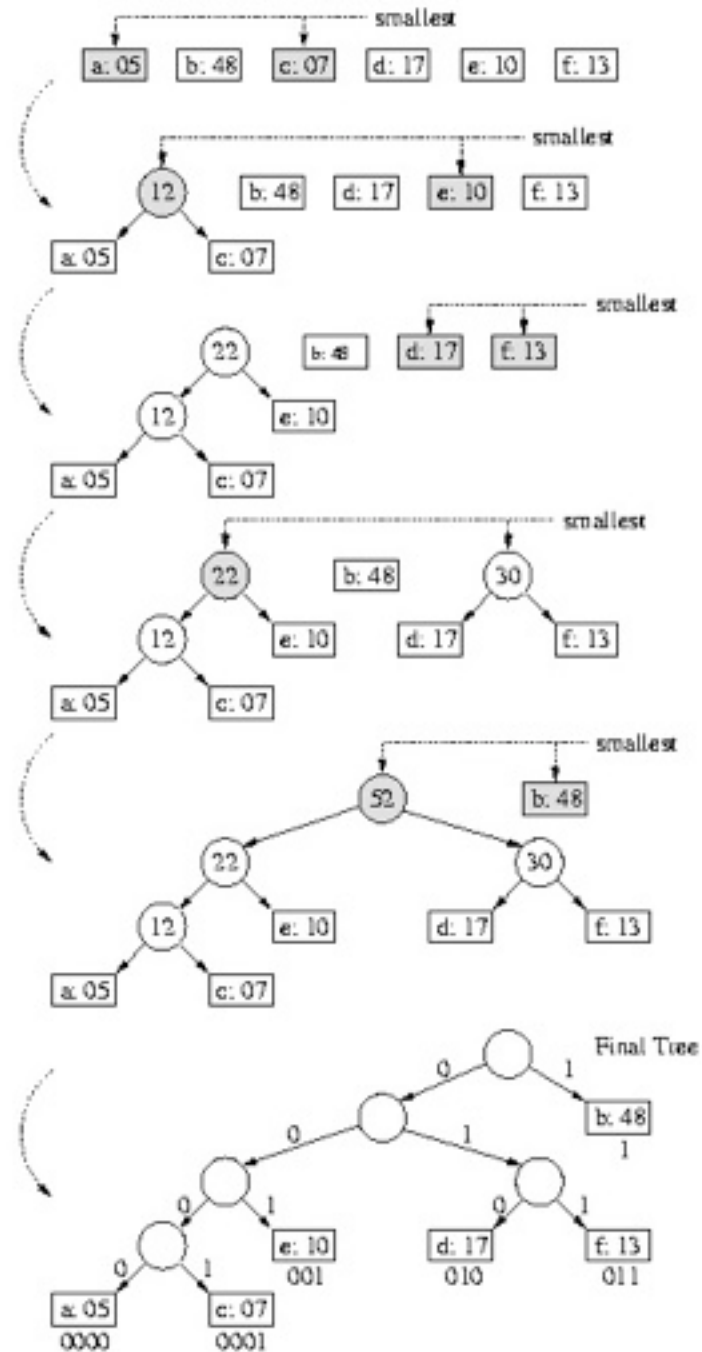 smallest
a: 05 b: 48 c: 07 d: 17 e: 10 f: 13
smallest
12 b: 48 d: 17 e: 10 f: 13
a: 05 c: 07
smallest
22 b: 48 d: 17 f: 13
12 e: 10
a: 05 c: 07
smallest
22 b: 48 30
12 e: 10 d: 17 f: 13
a: 05 c: 07
smallest
52 b: 48
22 30
12 e: 10 d: 17 f: 13
a: 05 c: 07
Final Tree
0 1
b: 48
0 1 1
0 1 0 1
e: 10 d: 17 f: 13
0 1 001 010 011
a: 05 c: 07
0000 0001